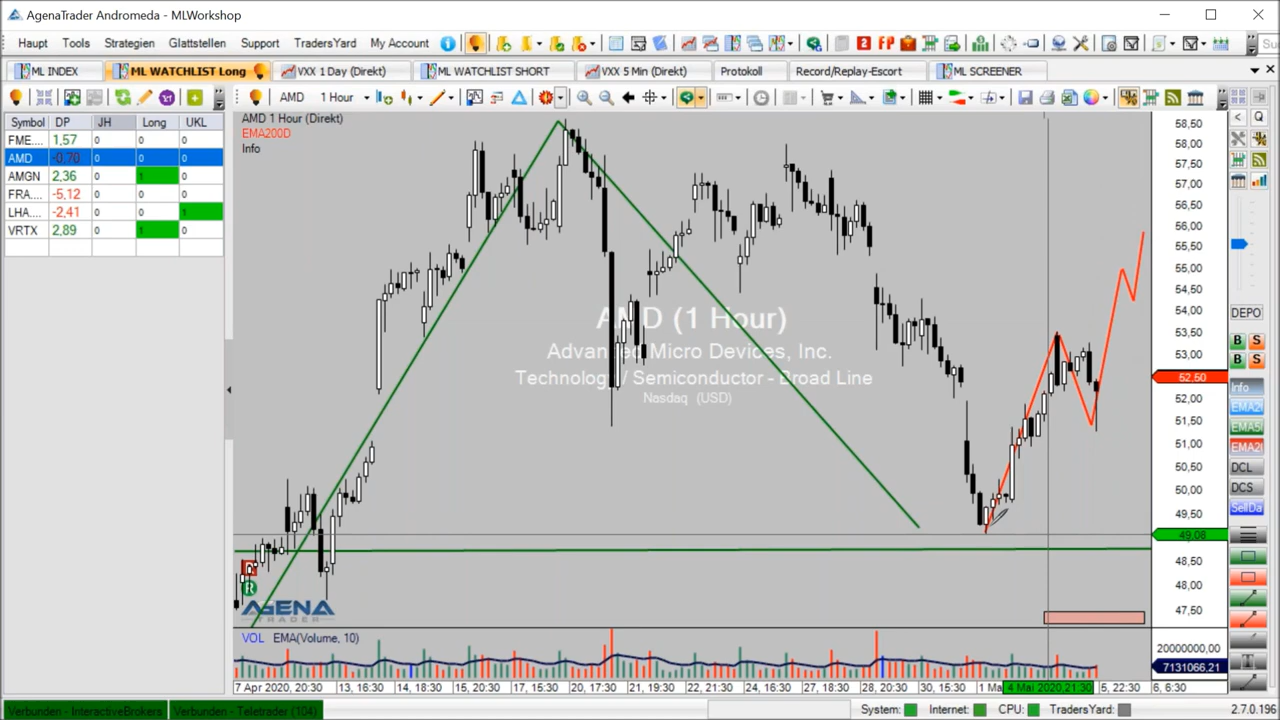 AgenaTrader Andromeda - MLWorkshop
Haupt Tools Strategien Glattstellen Support TradersYard My Account
ML INDEX ML WATCHLIST Long VXX 1 Day (Direkt) ML WATCHLIST SHORT VXX 5 Min (Direkt) Protokoll Record/Replay-Escort ML SCREENER
AMD 1 Hour
Symbol DP JH Long UKL
FME... 1,57 0 0 0
AMD -0,70 0 0 0
AMGN 2,36 0 1 0
FRA.... -5,12 0 0 0
LHA.... -2,41 0 0 1
VRTX 2,89 0 1 0
AMD 1 Hour (Direkt)
EMA200D
Info
AMD (1 Hour)
Advanced Micro Devices, Inc.
Technology / Semiconductor - Broad Line
Nasdaq (USD)
58,50
58,00
57,50
57,00
56,50
56,00
55,50
55,00
54,50
54,00
53,50
53,00
52,50
52,00
51,50
51,00
50,50
50,00
49,50
49,08
48,50
48,00
47,50
R
R
AGENA
TRADER
VOL EMA(Volume, 10)
20000000,00
7131066,21
7 Apr 2020, 20:30 13, 16:30 14, 18:30 15, 20:30 17, 15:30 20, 17:30 21, 19:30 22, 21:30 24, 16:30 27, 18:30 28, 20:30 30, 15:30 1 Ma 4 Mai 2020,21:30 5, 22:30 6, 6:30
Q
DEPO
B S
B S
Info
DCL
DCS
SellDa
Verbunden - InteractiveBrokers Verbunden - Teletrader (104) System: Internet: CPU: TradersYard: 2.7.0.196